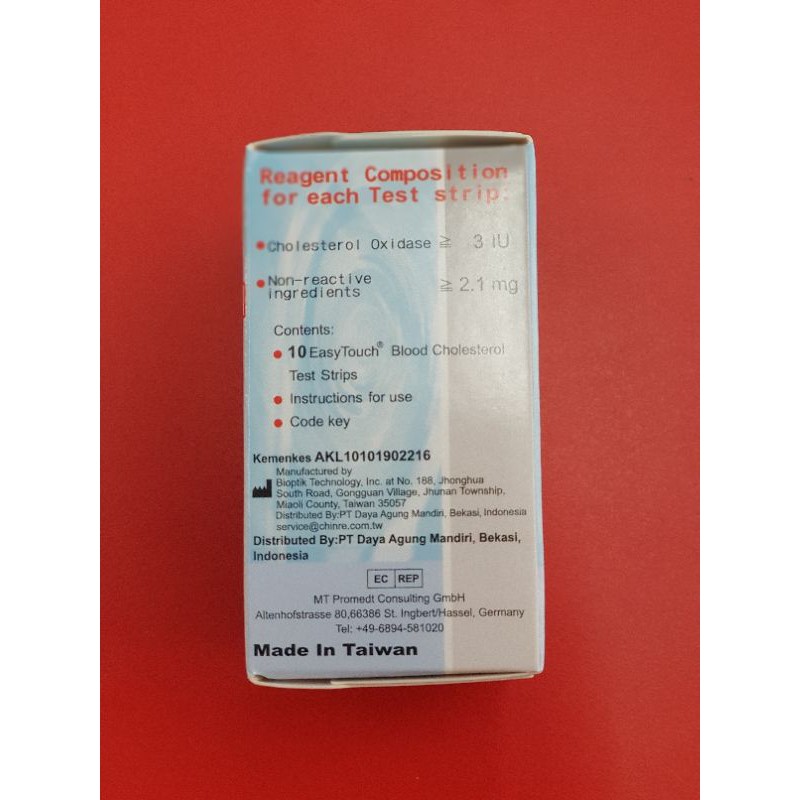 Reagent Composition
for each Test strip:
• Cholesterol Oxidase ≧ 3 iU
• Non-reactive
ingredients ≧ 2.1 mg
Contents:
• 10 EasyTouch® Blood Cholesterol
Test Strips
• Instructions for use
• Code key
Kemenkes AKL10101902216
Manufactured by
Bioptik Technology, Inc. at No. 188, Jhonghua
South Road, Gongguan Village, Jhunan Township,
Miaoli County, Taiwan 35057
Distributed By:PT Daya Agung Mandiri, Bekasi, Indonesia
service@chinre.com.tw
Distributed By:PT Daya Agung Mandiri, Bekasi,
Indonesia
EC REP
MT Promedt Consulting GmbH
Altenhofstrasse 80,66386 St. Ingbert/Hassel, Germany
Tel: +49-6894-581020
Made In Taiwan